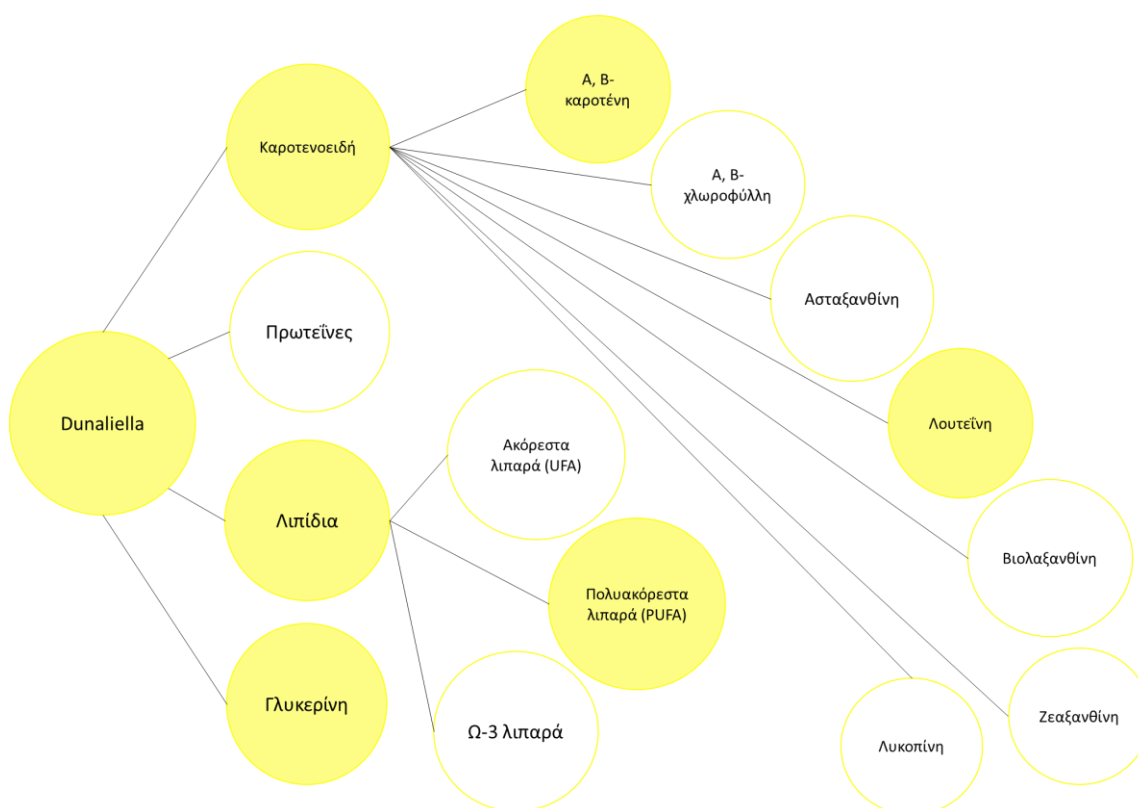 Α, Β-
καροτένη
Καροτενοειδή
Α, Β-
χλωροφύλλη
Ασταξανθίνη
Πρωτεΐνες
Dunaliella
Λουτεΐνη
Ακόρεστα
λιπαρά (UFA)
Λιπίδια
Βιολαξανθίνη
Πολυακόρεστα
λιπαρά (PUFA)
Γλυκερίνη
Ω-3 λιπαρά
Ζεαξανθίνη
Λυκοπίνη